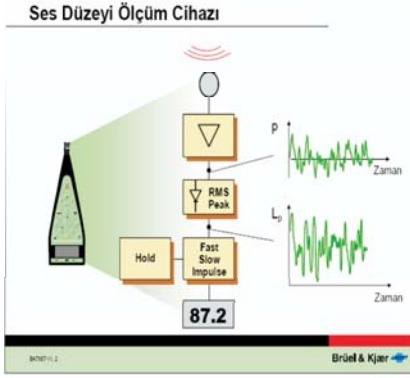 Ses Düzeyi Ölçüm Cihazı
P
Zaman
RMS
Peak
Lp
Hold
Fast
Slow
Impulse
Zaman
87.2
Brüel & Kjær